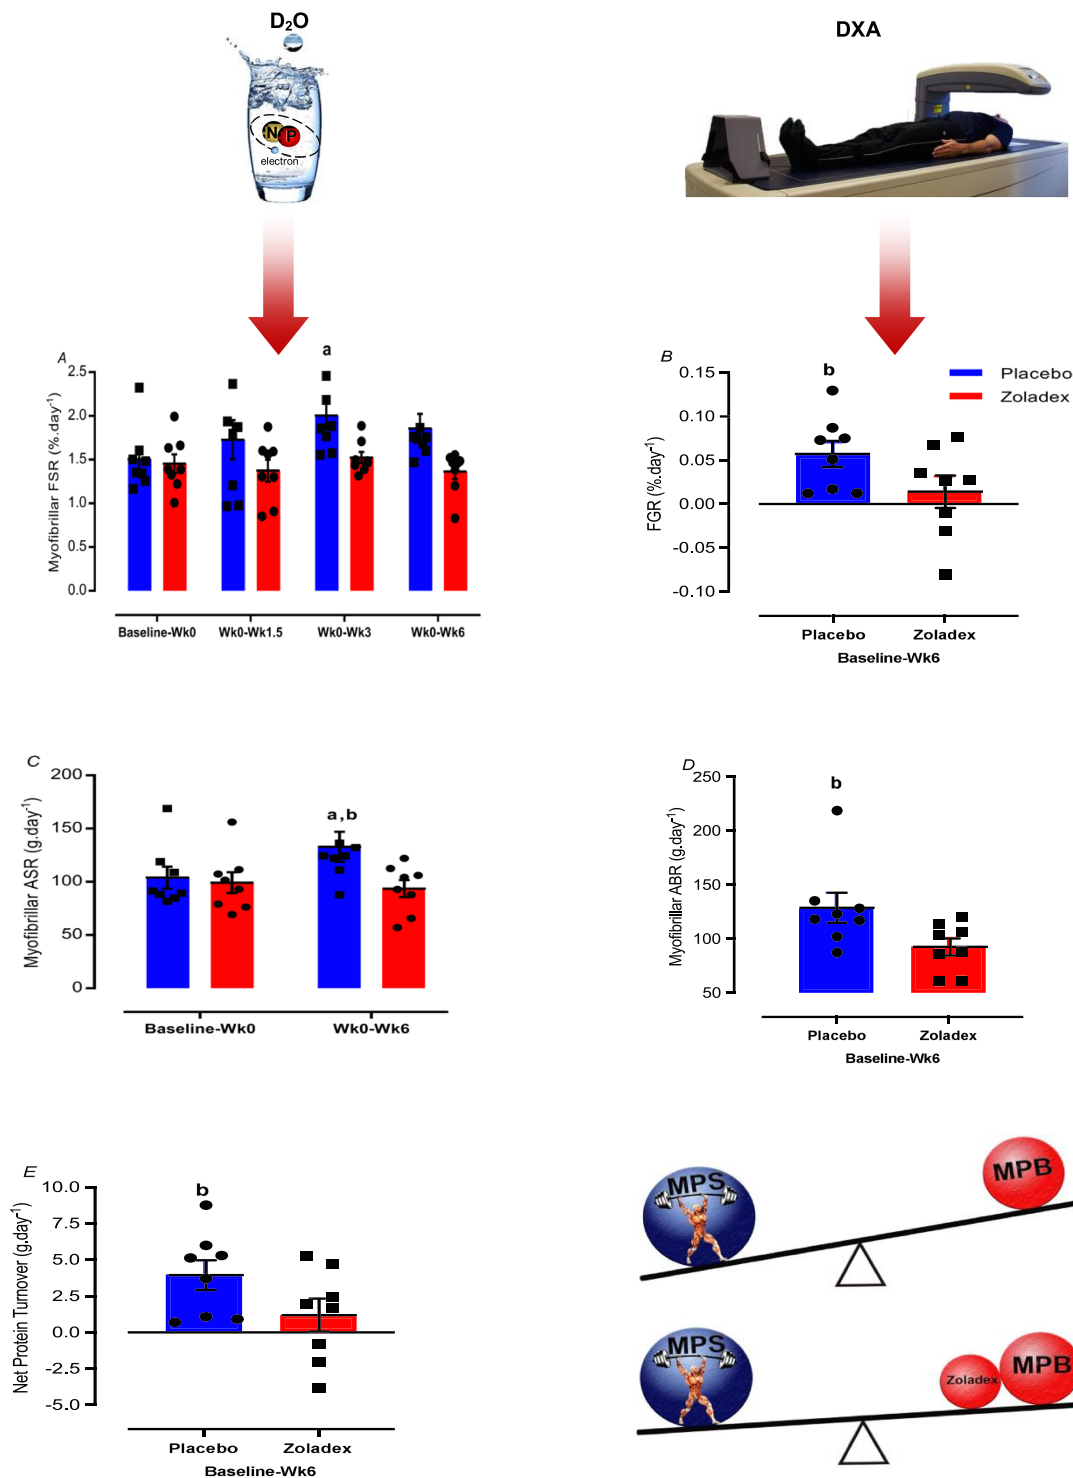 D₂O
N
P
electron
DXA
A
Myofibrillar FSR (%.day⁻¹)
2.5
2.0
1.5
1.0
0.5
0.0
a
Baseline-Wk0
Wk0-Wk1.5
Wk0-Wk3
Wk0-Wk6
B
FGR (%.day⁻¹)
0.15
0.10
0.05
0.00
-0.05
-0.10
b
Placebo
Zoladex
Placebo
Zoladex
Baseline-Wk6
C
Myofibrillar ASR (g.day⁻¹)
200
150
100
50
0
a,b
Baseline-Wk0
Wk0-Wk6
D
Myofibrillar ABR (g.day⁻¹)
250
200
150
100
50
b
Placebo
Zoladex
Baseline-Wk6
E
Net Protein Turnover (g.day⁻¹)
10.0
7.5
5.0
2.5
0.0
-2.5
-5.0
b
Placebo
Zoladex
Baseline-Wk6
MPS
MPB
MPS
Zoladex
MPB